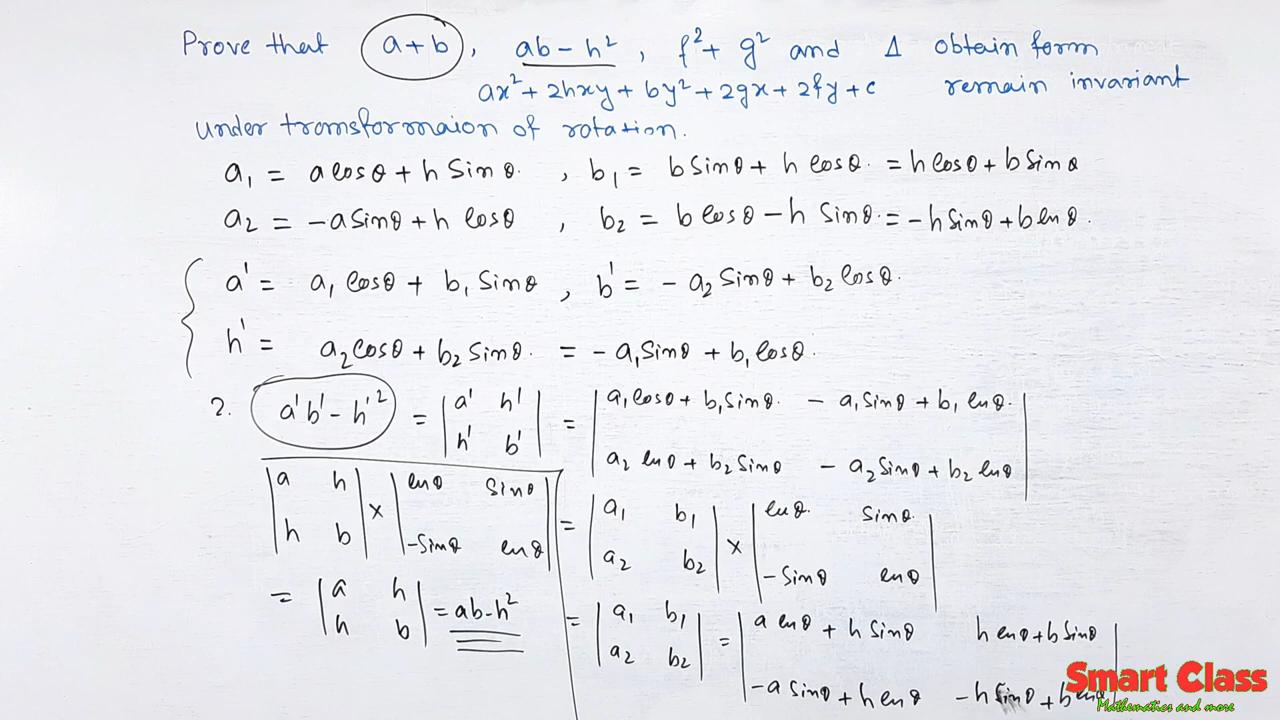 Prove that a+b, ab-h², f²+g² and Δ obtain form
ax²+2hxy+by²+2gx+2fy+c remain invariant
under transformaion of rotation.
a₁ = a cosθ + h Sinθ. , b₁ = b Sinθ + h cosθ. = h cosθ + b Sinθ
a₂ = -a Sinθ + h cosθ , b₂ = b cosθ - h Sinθ. = -h Sinθ + b cosθ.
a' = a₁ cosθ + b₁ Sinθ , b' = - a₂ Sinθ + b₂ cosθ.
h' = a₂ cosθ + b₂ Sinθ. = - a₁ Sinθ + b₁ cosθ.
2. a'b' - h'² = | a' h' | = | a₁ cosθ + b₁ Sinθ. - a₁ Sinθ + b₁ cosθ. |
| h' b' | | a₂ cosθ + b₂ Sinθ - a₂ Sinθ + b₂ cosθ |
| a h | × | cosθ Sinθ |
| h b | | -Sinθ cosθ |
= | a h | = ab-h²
| h b |
= | a₁ b₁ | × | cosθ. Sinθ. |
| a₂ b₂ | | -Sinθ cosθ |
= | a₁ b₁ | = | a cosθ + h Sinθ h cosθ + b Sinθ |
| a₂ b₂ | | -a Sinθ + h cosθ -h Sinθ + b cosθ |
Smart Class
Mathematics and more